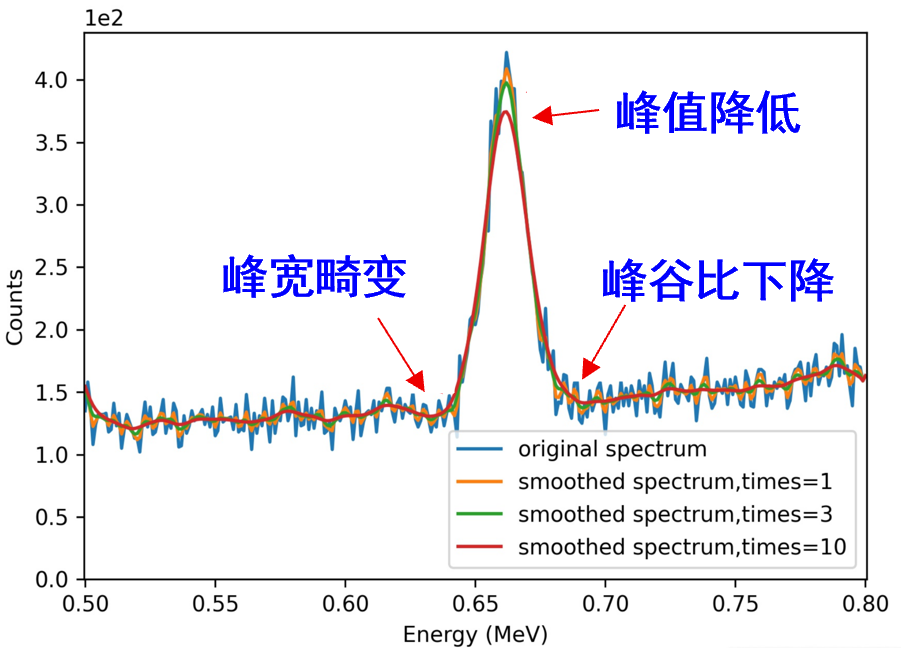 1e2
4.0
3.5
3.0
2.5
2.0
1.5
1.0
0.5
0.0
Counts
峰值降低
峰宽畸变
峰谷比下降
original spectrum
smoothed spectrum,times=1
smoothed spectrum,times=3
smoothed spectrum,times=10
0.50 0.55 0.60 0.65 0.70 0.75 0.80
Energy (MeV)